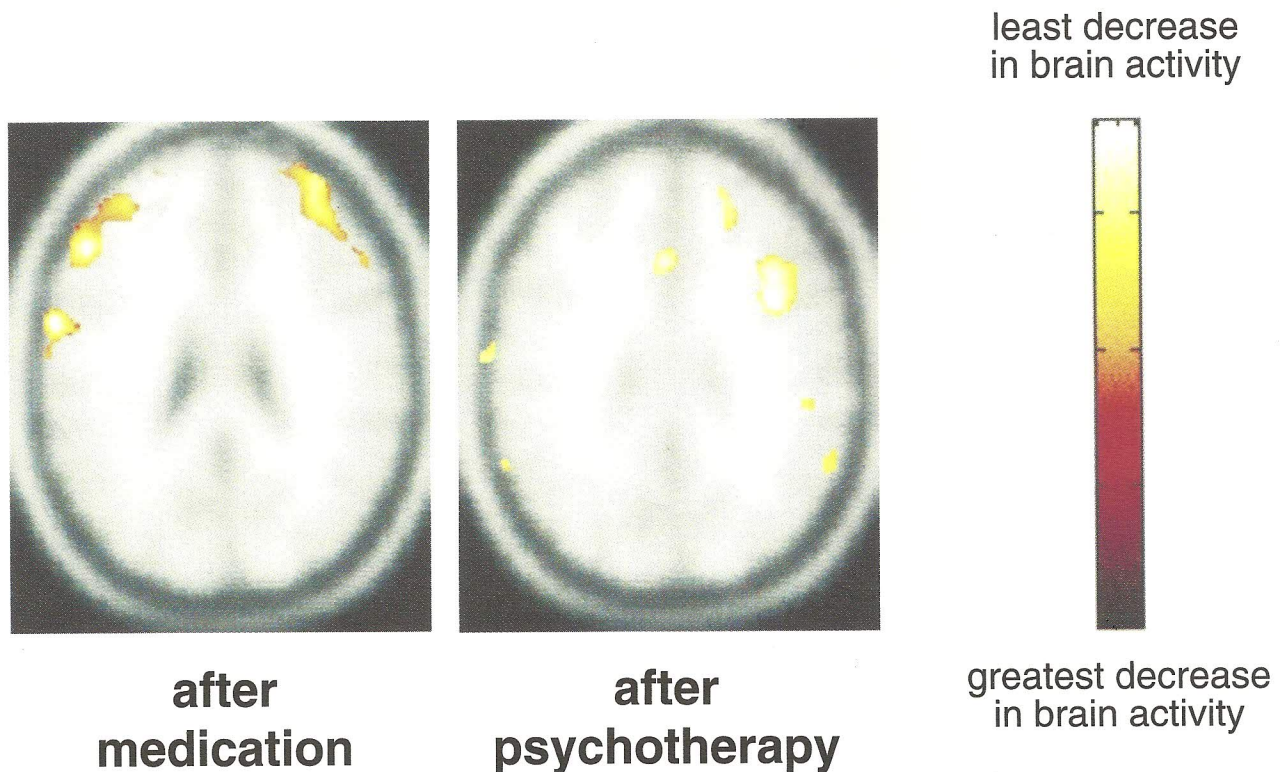 least decrease
in brain activity
after
medication
after
psychotherapy
greatest decrease
in brain activity